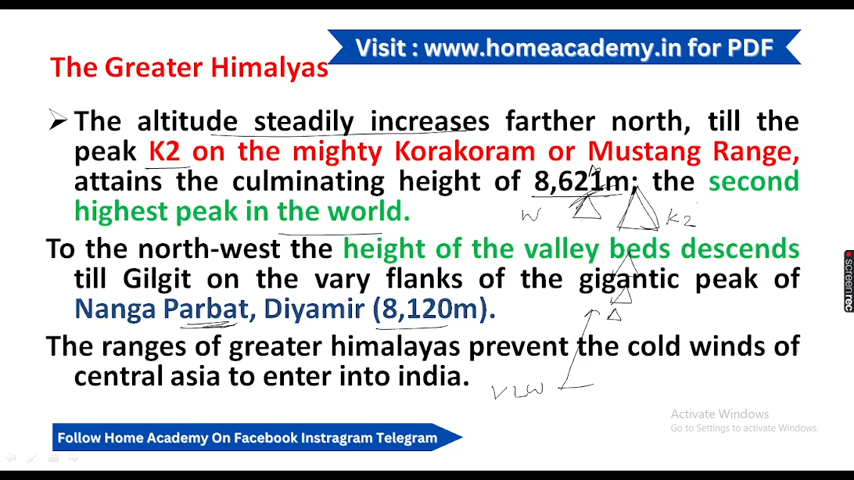 Visit : www.homeacademy.in for PDF
The Greater Himalyas
➢ The altitude steadily increases farther north, till the
peak K2 on the mighty Korakoram or Mustang Range,
attains the culminating height of 8,621m; the second
highest peak in the world.
W
K2
To the north-west the height of the valley beds descends
till Gilgit on the vary flanks of the gigantic peak of
Nanga Parbat, Diyamir (8,120m).
The ranges of greater himalayas prevent the cold winds of
central asia to enter into india.
Follow Home Academy On Facebook Instragram Telegram
Activate Windows
Go to Settings to activate Windows.
screenrec